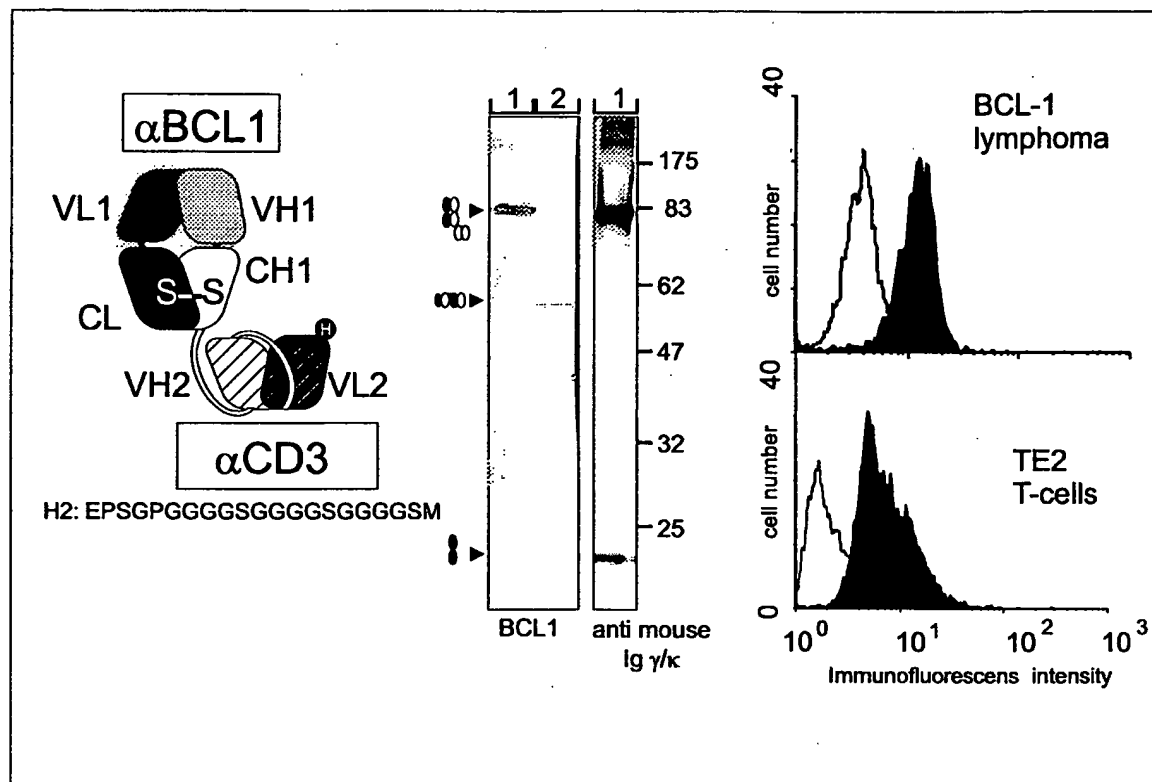 αBCL1
VL1
VH1
CH1
S-S
CL
H
VH2
VL2
αCD3
H2: EPSGPGGGGSGGGGSGGGGSM
1 2
1
175
83
62
47
32
25
BCL1
anti mouse
Ig γ/κ
40
BCL-1
lymphoma
cell number
40
TE2
T-cells
cell number
0
10⁰ 10¹ 10² 10³
Immunofluorescens intensity